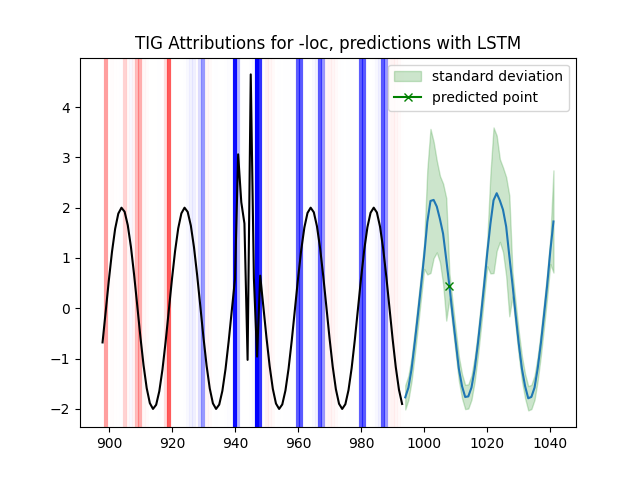 TIG Attributions for -loc, predictions with LSTM
standard deviation
predicted point
4
3
2
1
0
−1
−2
900 920 940 960 980 1000 1020 1040